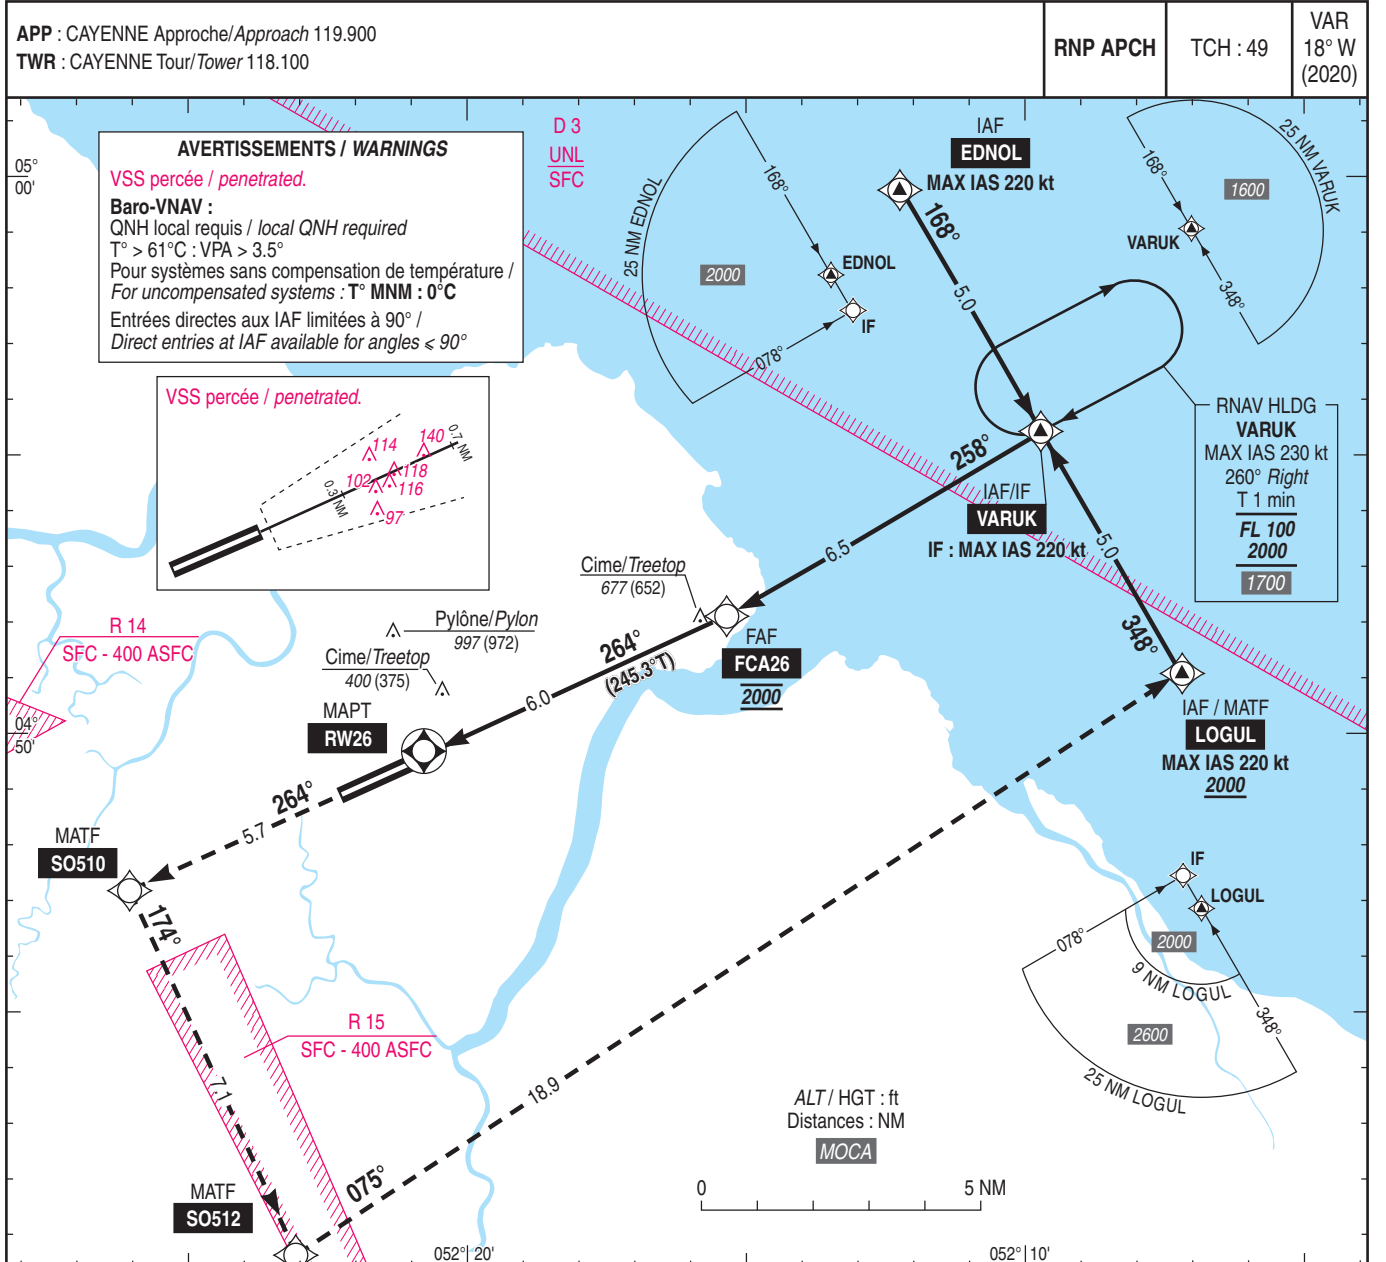 APP : CAYENNE Approche/Approach 119.900
TWR : CAYENNE Tour/Tower 118.100
RNP APCH
TCH : 49
VAR
18° W
(2020)
AVERTISSEMENTS / WARNINGS
VSS percée / penetrated.
Baro-VNAV :
QNH local requis / local QNH required
T° > 61°C : VPA > 3.5°
Pour systèmes sans compensation de température /
For uncompensated systems : T° MNM : 0°C
Entrées directes aux IAF limitées à 90° /
Direct entries at IAF available for angles ⩽ 90°
05°
00'
D 3
UNL
SFC
25 NM EDNOL
168°
2000
EDNOL
IF
078°
IAF
EDNOL
MAX IAS 220 kt
168°
5.0
25 NM VARUK
168°
1600
VARUK
348°
VSS percée / penetrated.
114
140
0.7 NM
118
102
116
0.3 NM
97
258°
6.5
IAF/IF
VARUK
IF : MAX IAS 220 kt
RNAV HLDG
VARUK
MAX IAS 230 kt
260° Right
T 1 min
FL 100
2000
1700
5.0
348°
Cime/Treetop
677 (652)
R 14
SFC - 400 ASFC
Pylône/Pylon
997 (972)
Cime/Treetop
400 (375)
264°
(245.3°T)
6.0
FAF
FCA26
2000
04°
50'
MAPT
RW26
IAF / MATF
LOGUL
MAX IAS 220 kt
2000
264°
5.7
MATF
SO510
174°
IF
LOGUL
078°
2000
9 NM LOGUL
348°
2600
25 NM LOGUL
R 15
SFC - 400 ASFC
7.1
18.9
ALT / HGT : ft
Distances : NM
MOCA
075°
MATF
SO512
0
5 NM
052° 20'
052° 10'